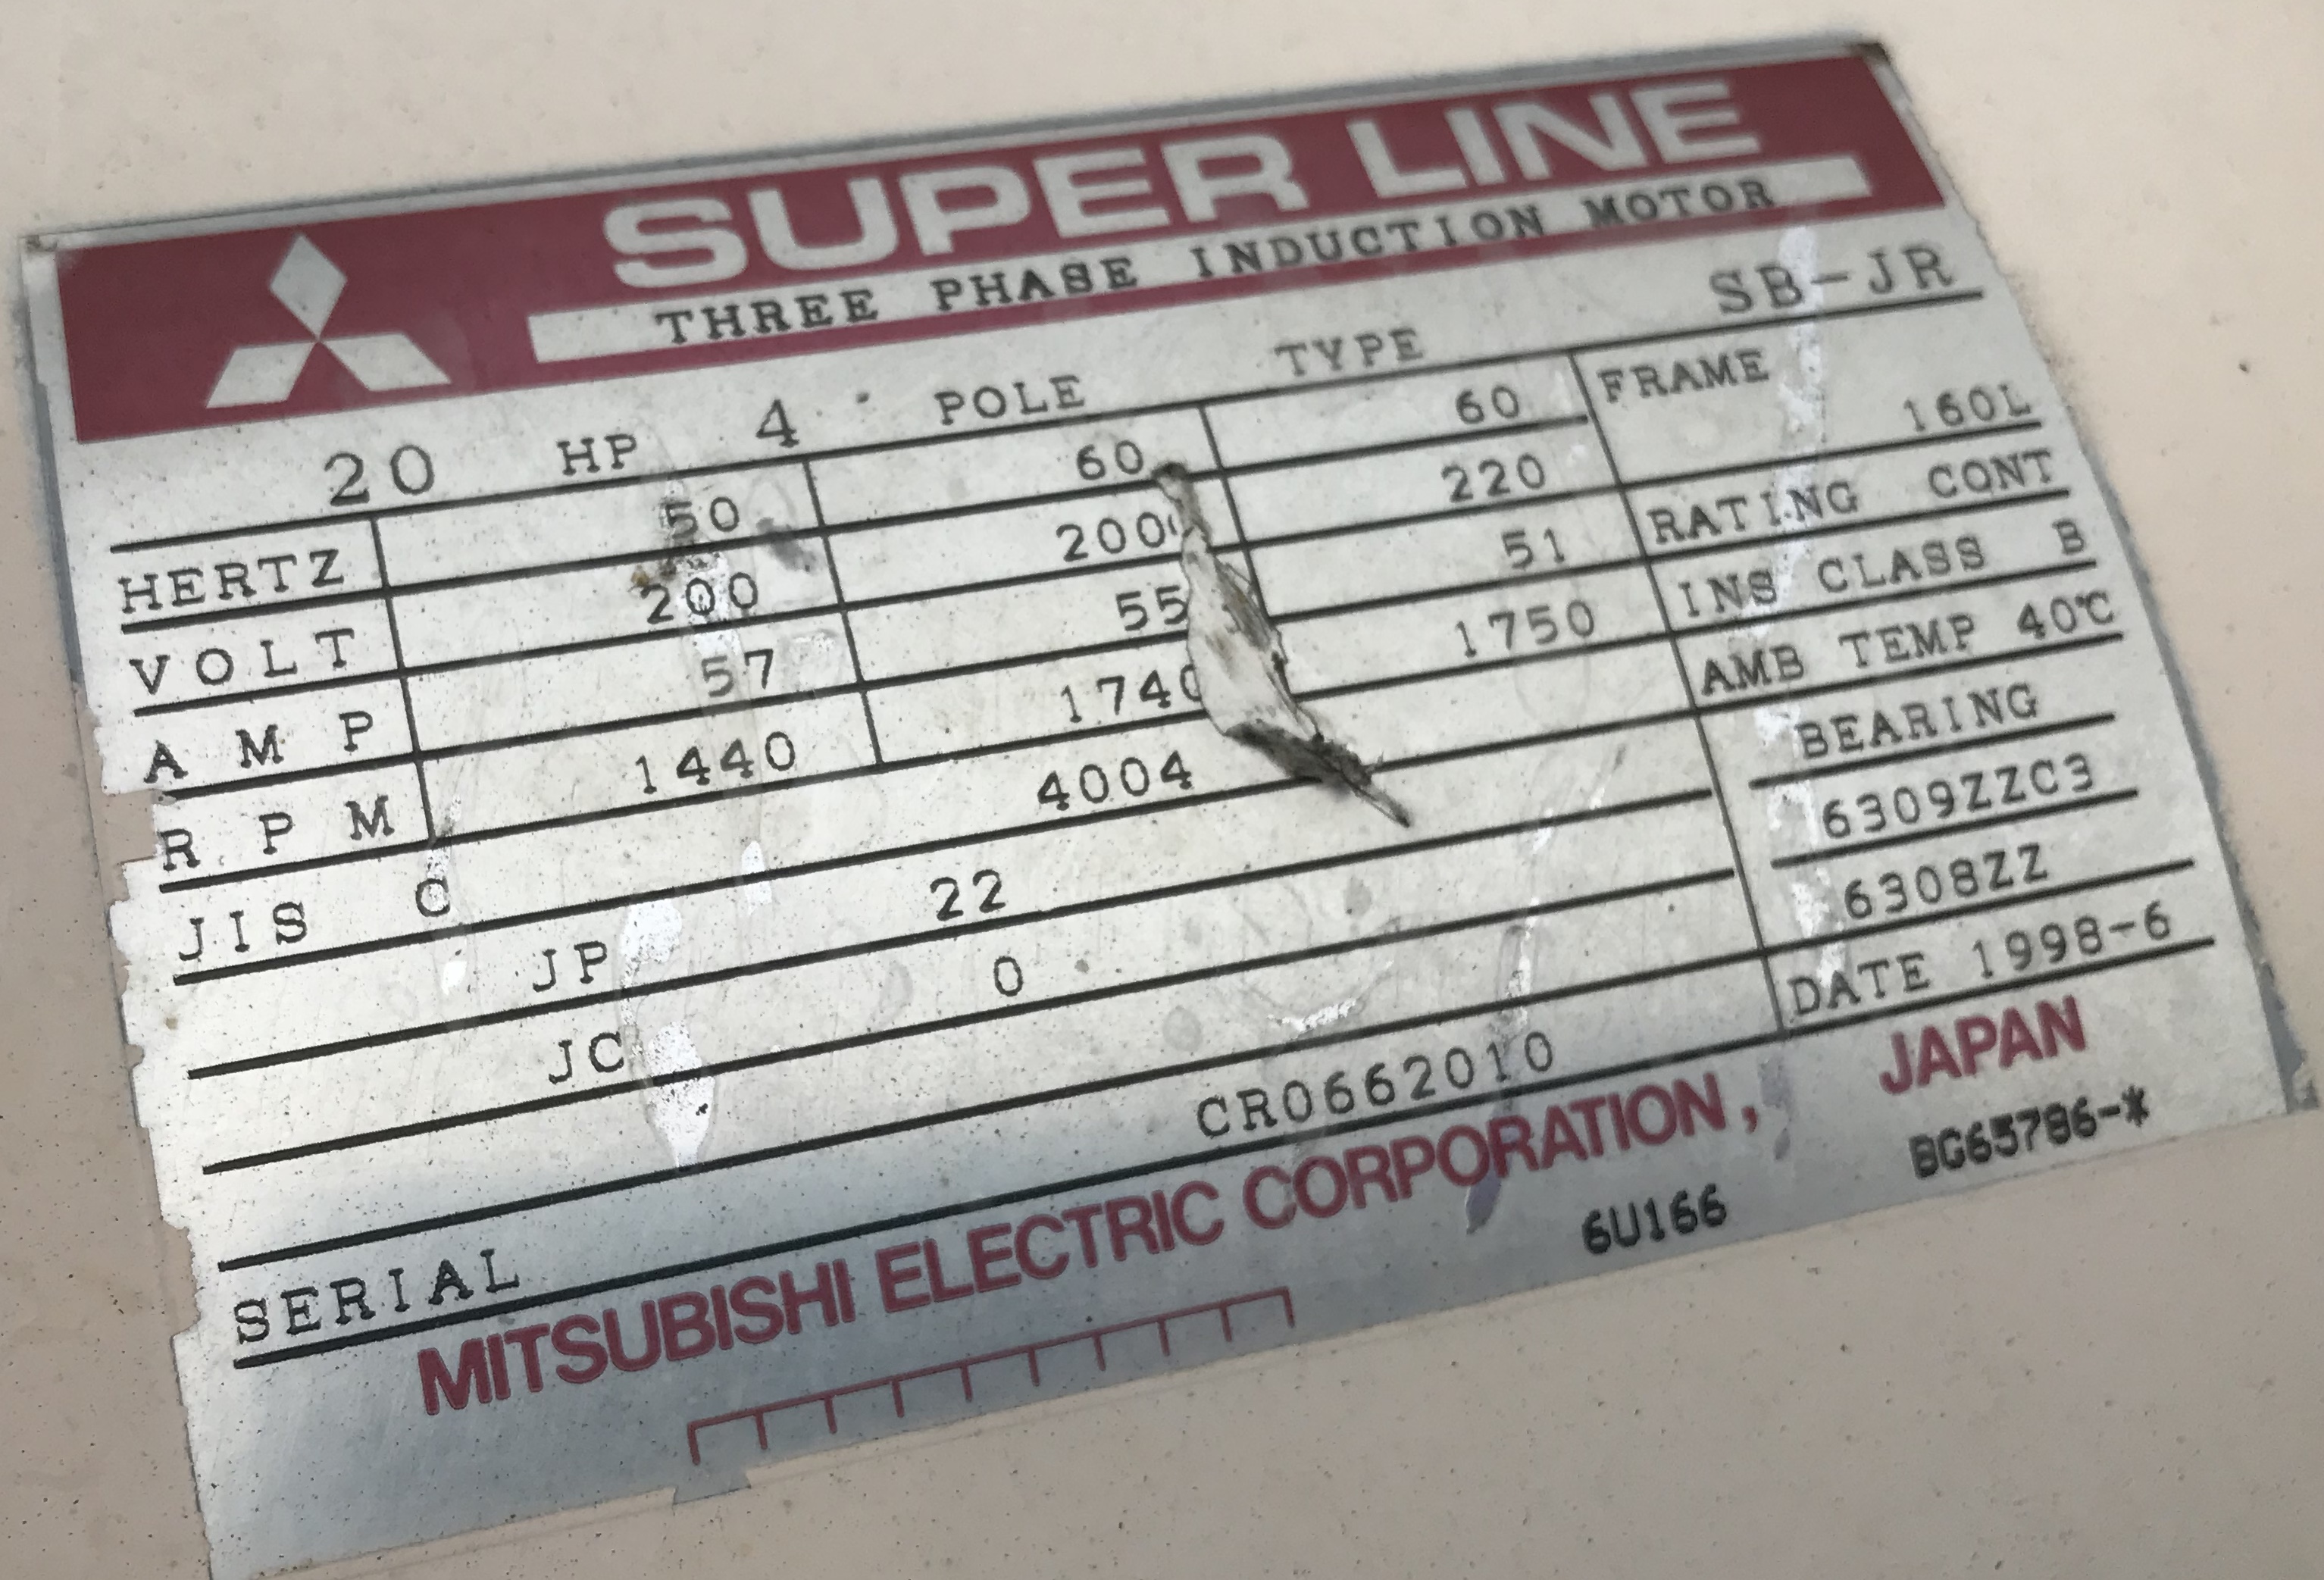 SUPER LINE
THREE PHASE INDUCTION MOTOR
20 HP 4 POLE TYPE SB-JR
HERTZ 50 60 60 FRAME 160L
VOLT 200 200 220 RATING CONT
AMP 57 55 51 INS CLASS B
RPM 1440 1740 1750 AMB TEMP 40℃
JIS C 4004 BEARING
JP 22 6309ZZC3
JC 0 6308ZZ
SERIAL CR0662010 DATE 1998-6
MITSUBISHI ELECTRIC CORPORATION, JAPAN
6U166 BG65786-*